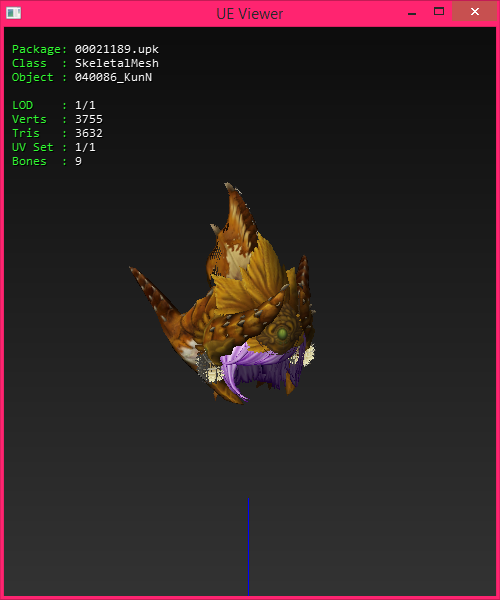 UE Viewer
Package: 00021189.upk
Class : SkeletalMesh
Object : 040086_KunN
LOD : 1/1
Verts : 3755
Tris : 3632
UV Set : 1/1
Bones : 9